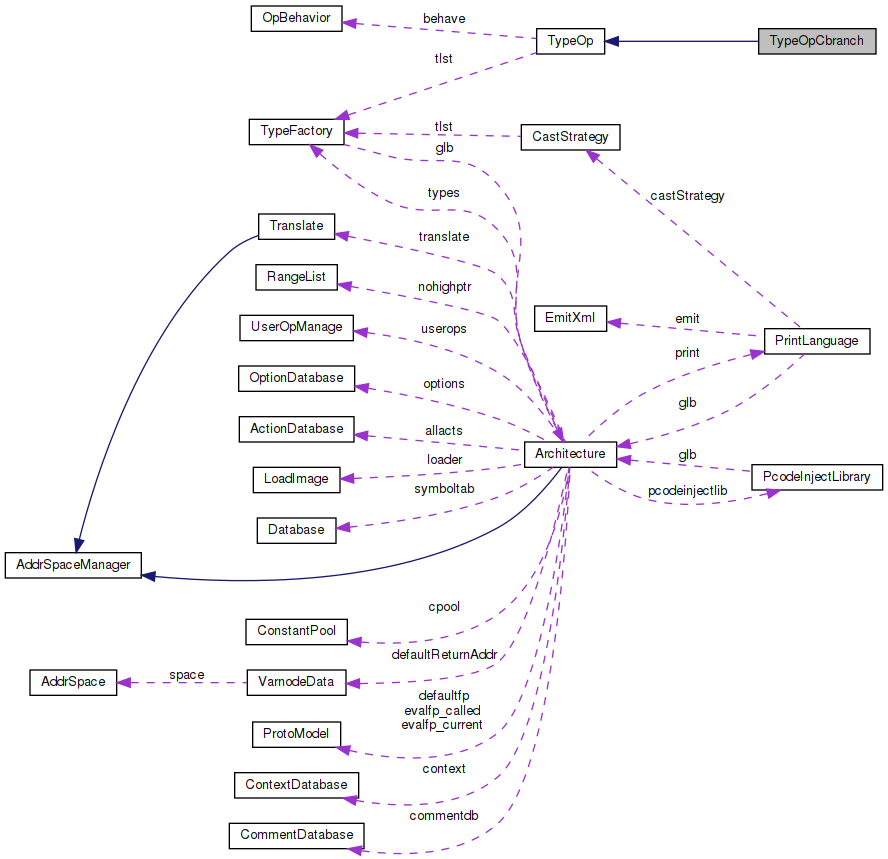 OpBehavior
behave
TypeOp
TypeOpCbranch
tlst
TypeFactory
tlst
CastStrategy
glb
types
castStrategy
Translate
translate
RangeList
nohighptr
UserOpManage
userops
EmitXml
emit
PrintLanguage
print
OptionDatabase
options
glb
ActionDatabase
allacts
Architecture
LoadImage
loader
glb
PcodeInjectLibrary
symboltab
pcodeinjectlib
Database
AddrSpaceManager
cpool
ConstantPool
defaultReturnAddr
AddrSpace
space
VarnodeData
defaultfp
evalfp_called
evalfp_current
ProtoModel
context
ContextDatabase
commentdb
CommentDatabase